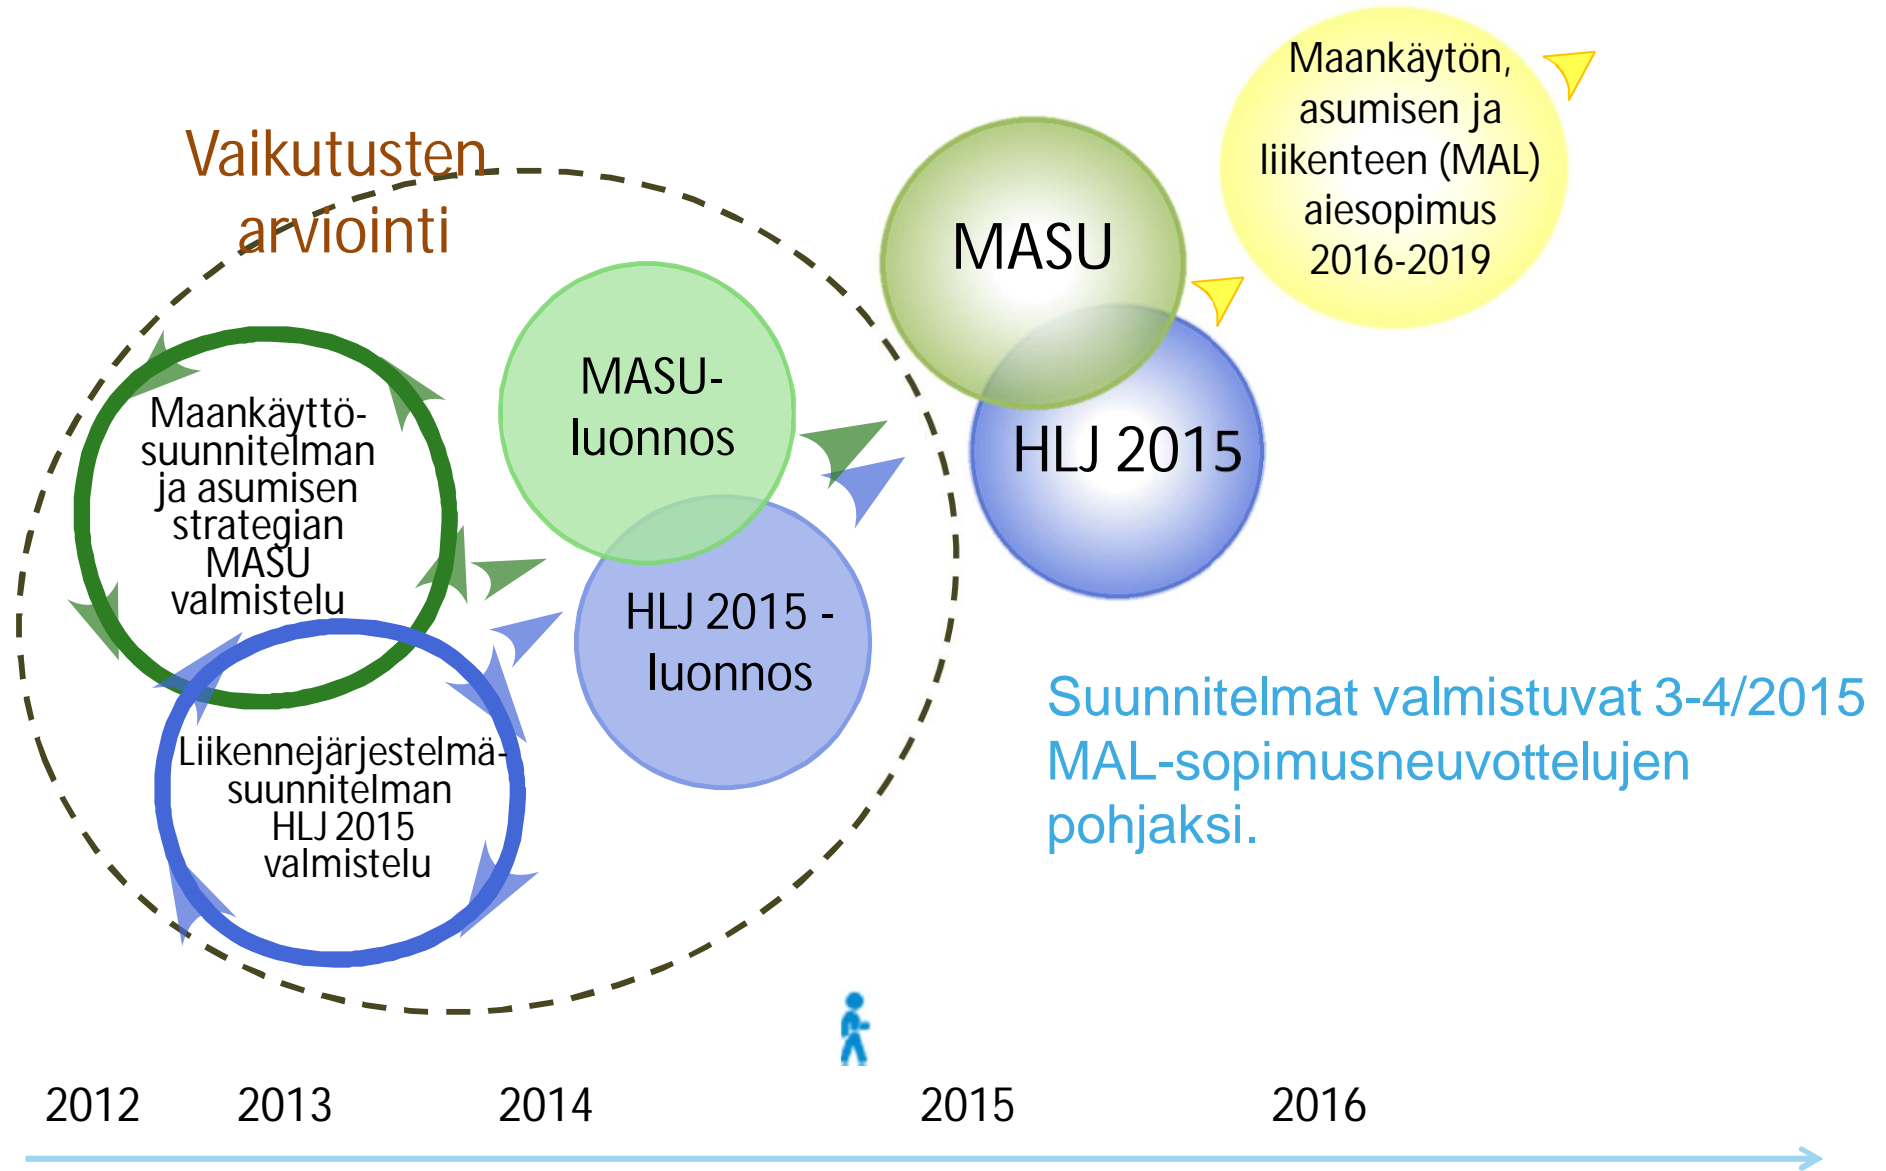 Vaikutusten
arviointi
Maankäyttö-
suunnitelman
ja asumisen
strategian
MASU
valmistelu
Liikennejärjestelmä-
suunnitelman
HLJ 2015
valmistelu
MASU-
luonnos
HLJ 2015 -
luonnos
MASU
HLJ 2015
Maankäytön,
asumisen ja
liikenteen (MAL)
aiesopimus
2016-2019
Suunnitelmat valmistuvat 3-4/2015
MAL-sopimusneuvottelujen
pohjaksi.
2012 2013 2014 2015 2016